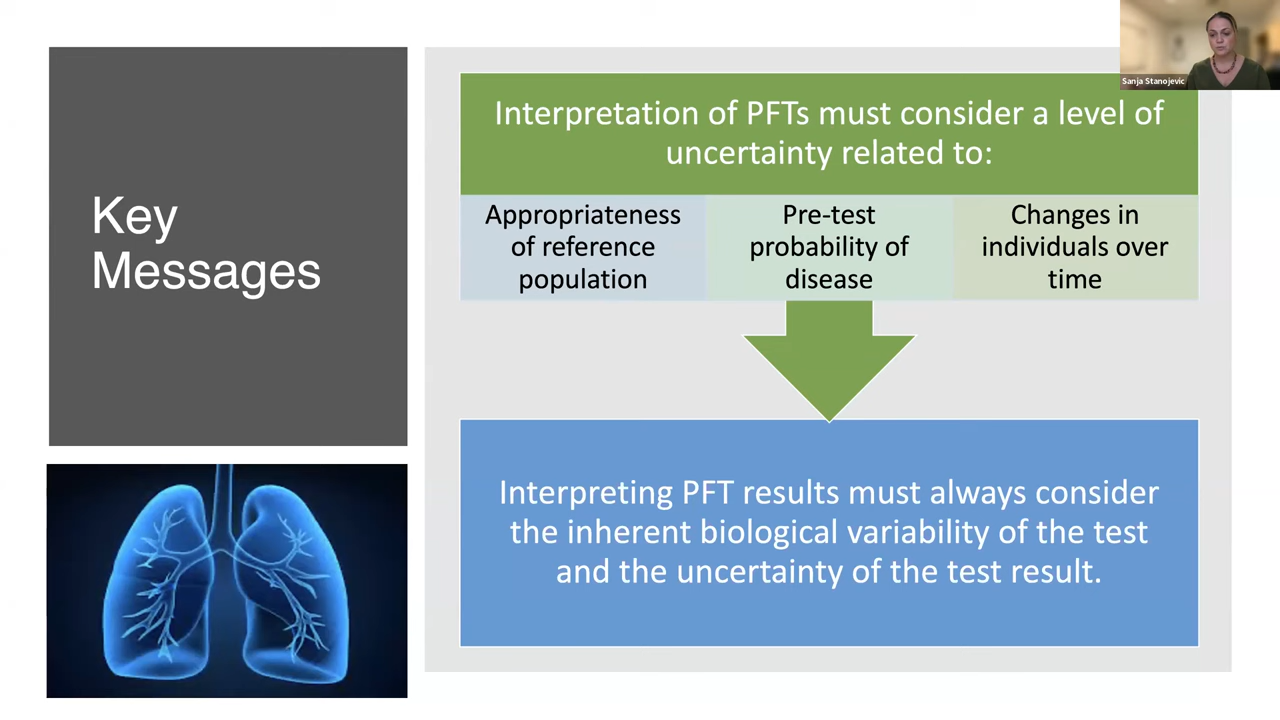 Sanja Stanojevic
Key
Messages
Interpretation of PFTs must consider a level of
uncertainty related to:
Appropriateness
of reference
population
Pre-test
probability of
disease
Changes in
individuals over
time
Interpreting PFT results must always consider
the inherent biological variability of the test
and the uncertainty of the test result.